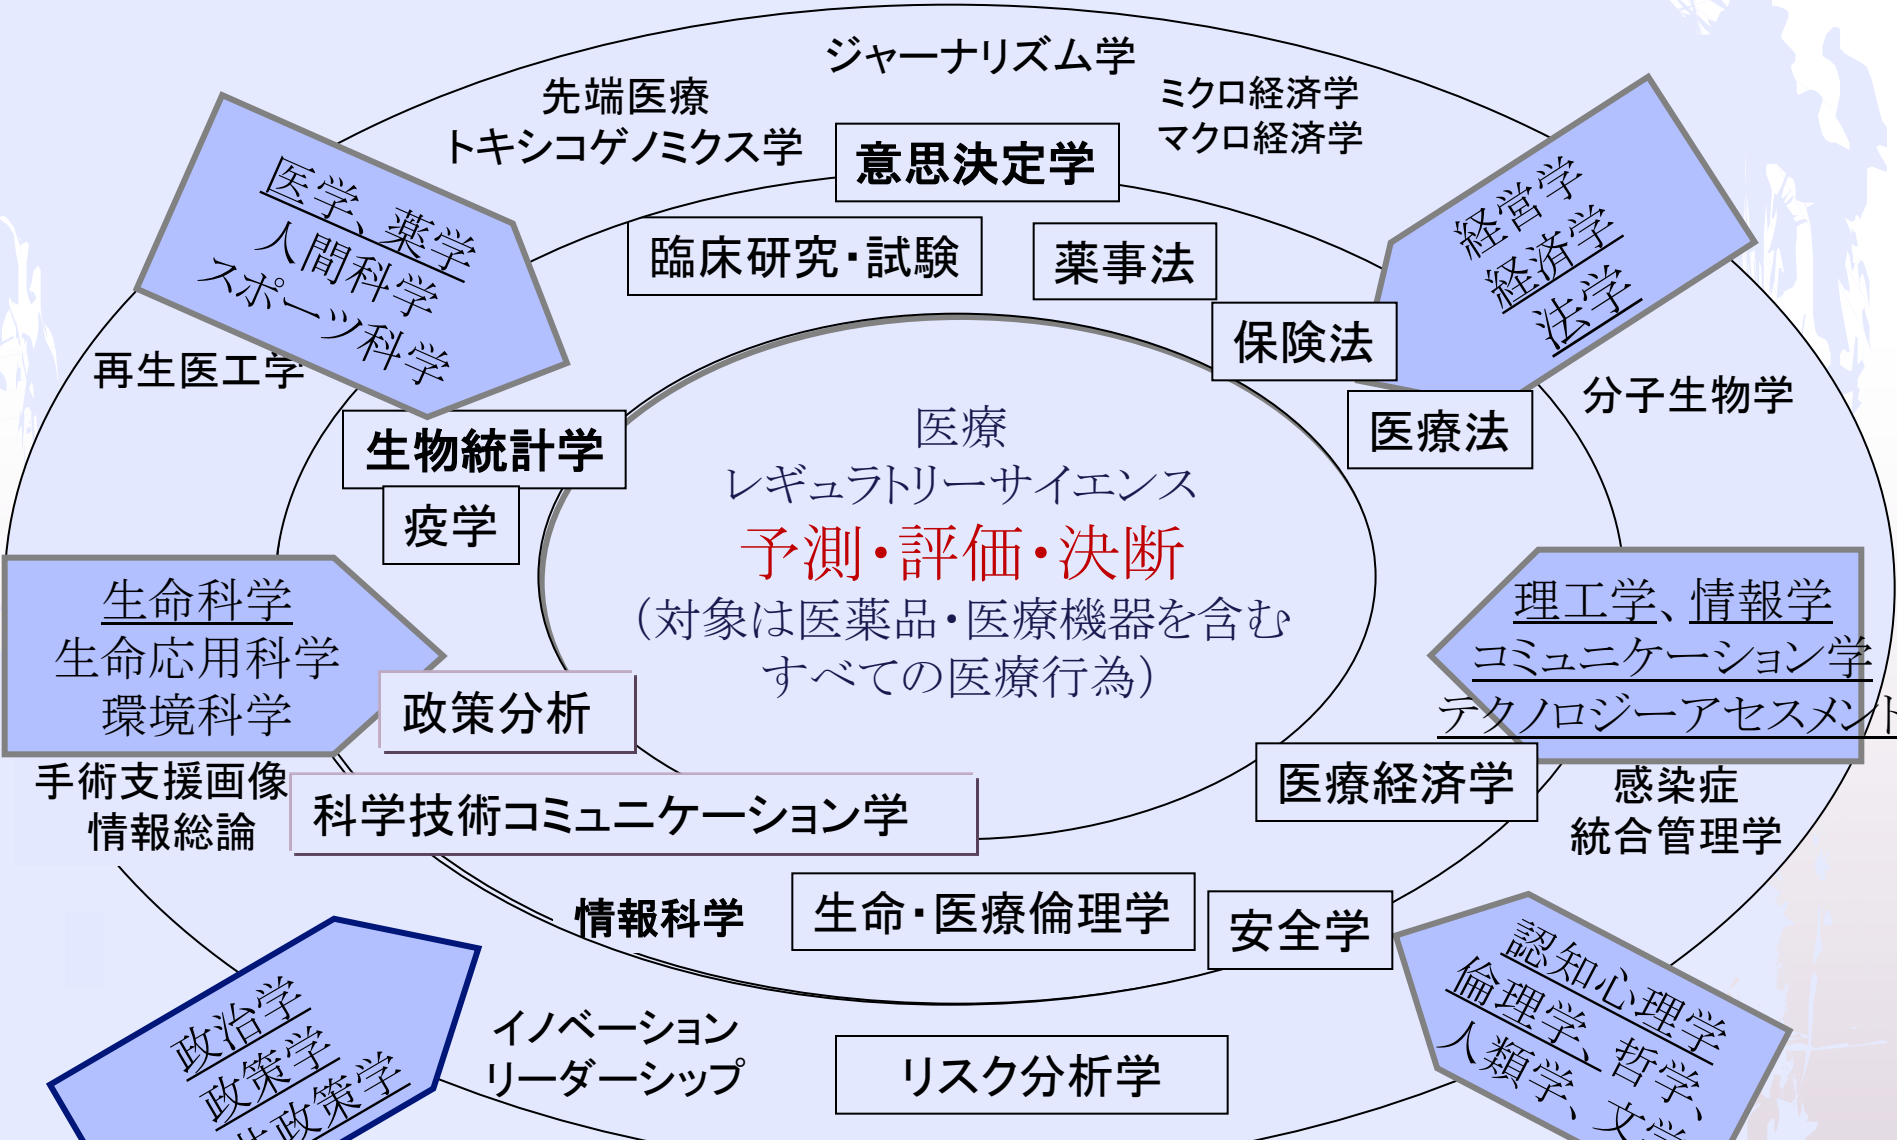 ジャーナリズム学
先端医療
トキシコゲノミクス学
ミクロ経済学
マクロ経済学
意思決定学
医学、薬学
人間科学
スポーツ科学
経営学
経済学
法学
臨床研究・試験
薬事法
保険法
再生医工学
分子生物学
医療法
生物統計学
疫学
医療
レギュラトリーサイエンス
予測・評価・決断
（対象は医薬品・医療機器を含む
すべての医療行為）
生命科学
生命応用科学
環境科学
理工学、情報学
コミュニケーション学
テクノロジーアセスメント
政策分析
手術支援画像
情報総論
科学技術コミュニケーション学
医療経済学
感染症
統合管理学
情報科学
生命・医療倫理学
安全学
認知心理学
倫理学、哲学、
人類学、文学
政治学
政策学
共政策学
イノベーション
リーダーシップ
リスク分析学